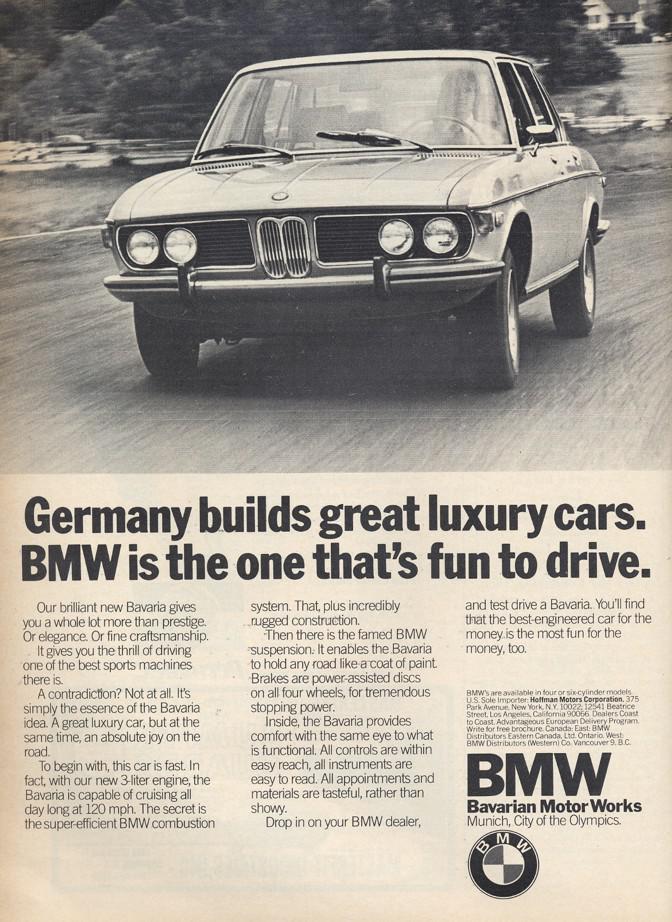 Germany builds great luxury cars.
BMW is the one that's fun to drive.
Our brilliant new Bavaria gives
you a whole lot more than prestige.
Or elegance. Or fine craftsmanship.
It gives you the thrill of driving
one of the best sports machines
there is.
A contradiction? Not at all. It's
simply the essence of the Bavaria
idea. A great luxury car, but at the
same time, an absolute joy on the
road.
To begin with, this car is fast. In
fact, with our new 3-liter engine, the
Bavaria is capable of cruising all
day long at 120 mph. The secret is
the super-efficient BMW combustion
system. That, plus incredibly
rugged construction.
Then there is the famed BMW
suspension. It enables the Bavaria
to hold any road like a coat of paint.
Brakes are power-assisted discs
on all four wheels, for tremendous
stopping power.
Inside, the Bavaria provides
comfort with the same eye to what
is functional. All controls are within
easy reach, all instruments are
easy to read. All appointments and
materials are tasteful, rather than
showy.
Drop in on your BMW dealer,
and test drive a Bavaria. You'll find
that the best-engineered car for the
money is the most fun for the
money, too.
BMW's are available in four or six-cylinder models.
U.S. Sole Importer: Hoffman Motors Corporation. 375
Park Avenue, New York, N.Y. 10022; 12541 Beatrice
Street, Los Angeles, California 90066. Dealers Coast
to Coast. Advantageous European Delivery Program.
Write for free brochure. Canada: East: BMW
Distributors Eastern Canada, Ltd. Ontario. West:
BMW Distributors (Western) Co. Vancouver 9, B.C.
BMW
Bavarian Motor Works
Munich, City of the Olympics.
BMW